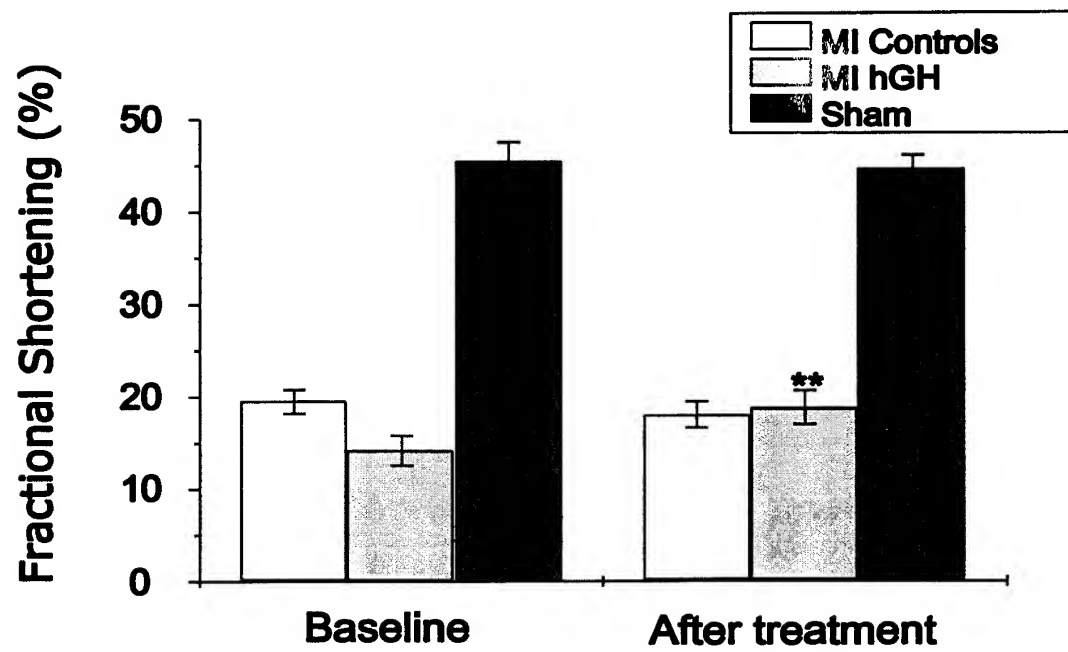 MI Controls
MI hGH
Sham
Fractional Shortening (%)
50
40
30
20
10
0
**
Baseline
After treatment